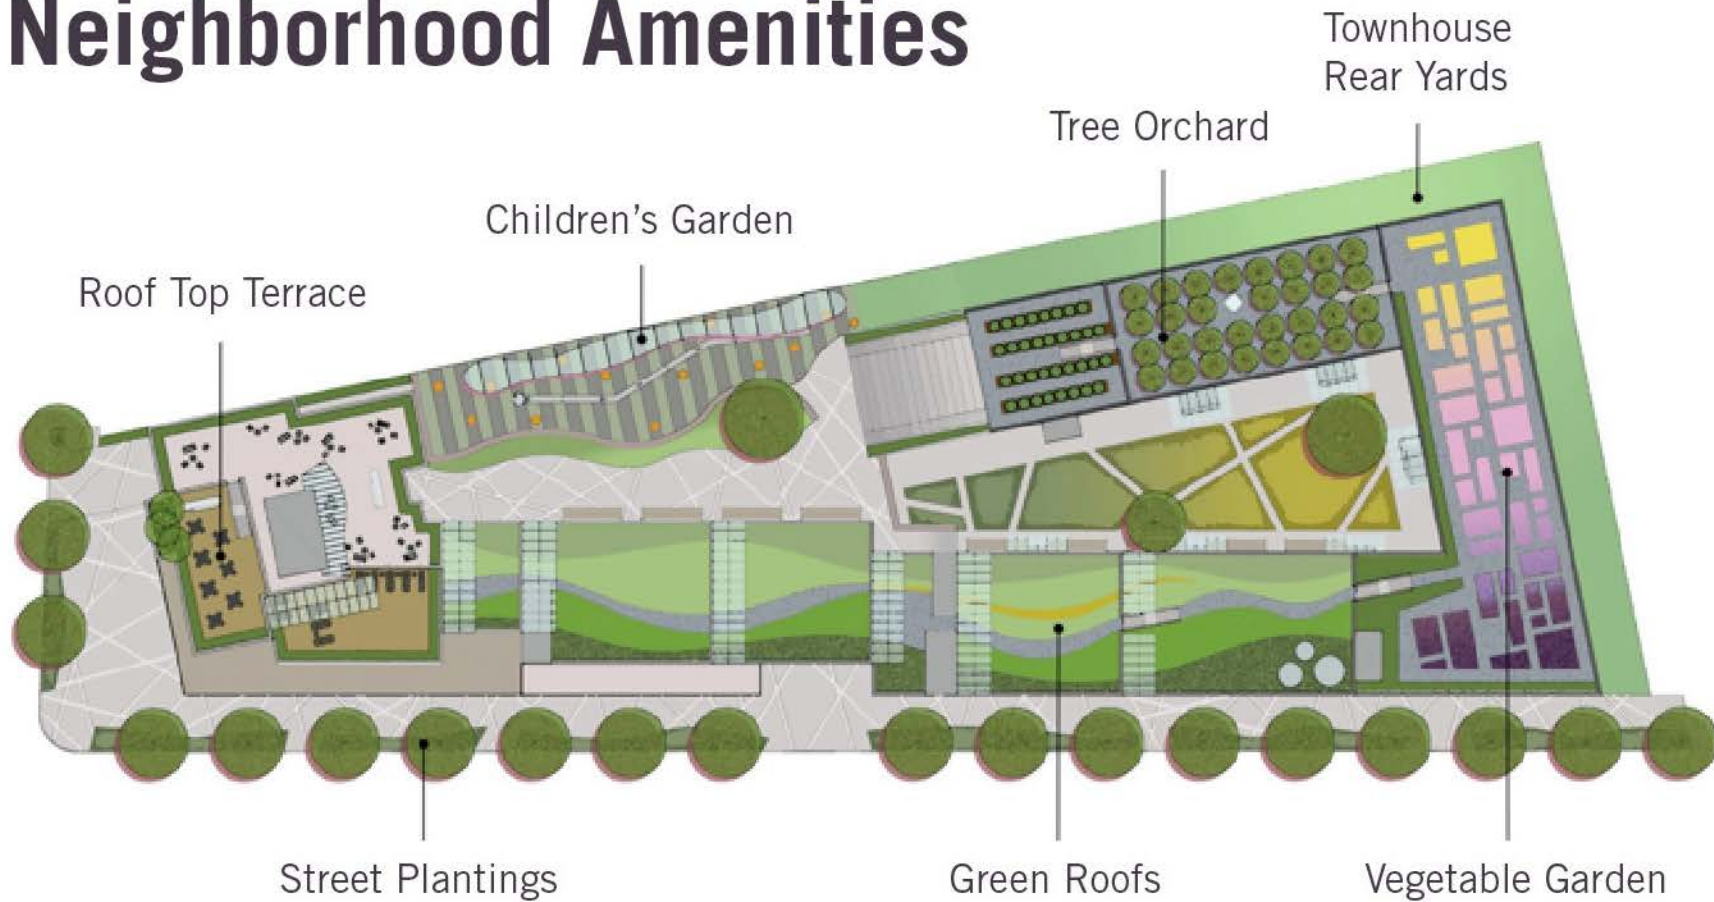 Neighborhood Amenities
Townhouse
Rear Yards
Tree Orchard
Children's Garden
Roof Top Terrace
Street Plantings
Green Roofs
Vegetable Garden